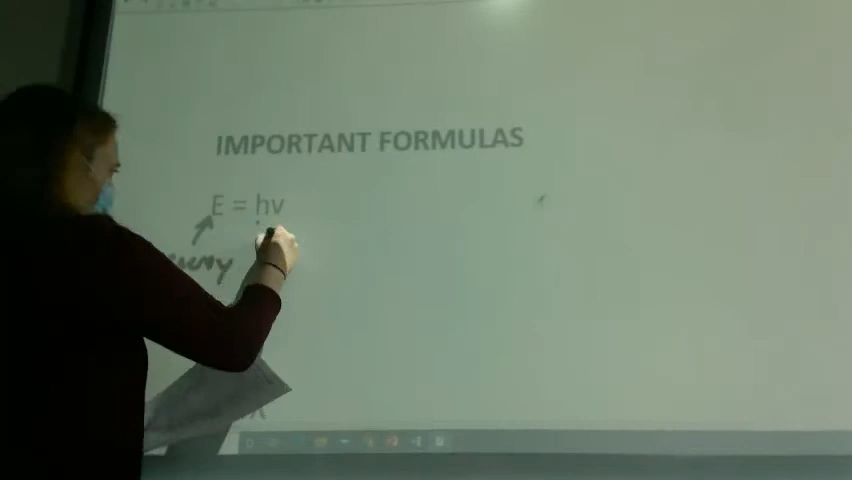 IMPORTANT FORMULAS
E = hv